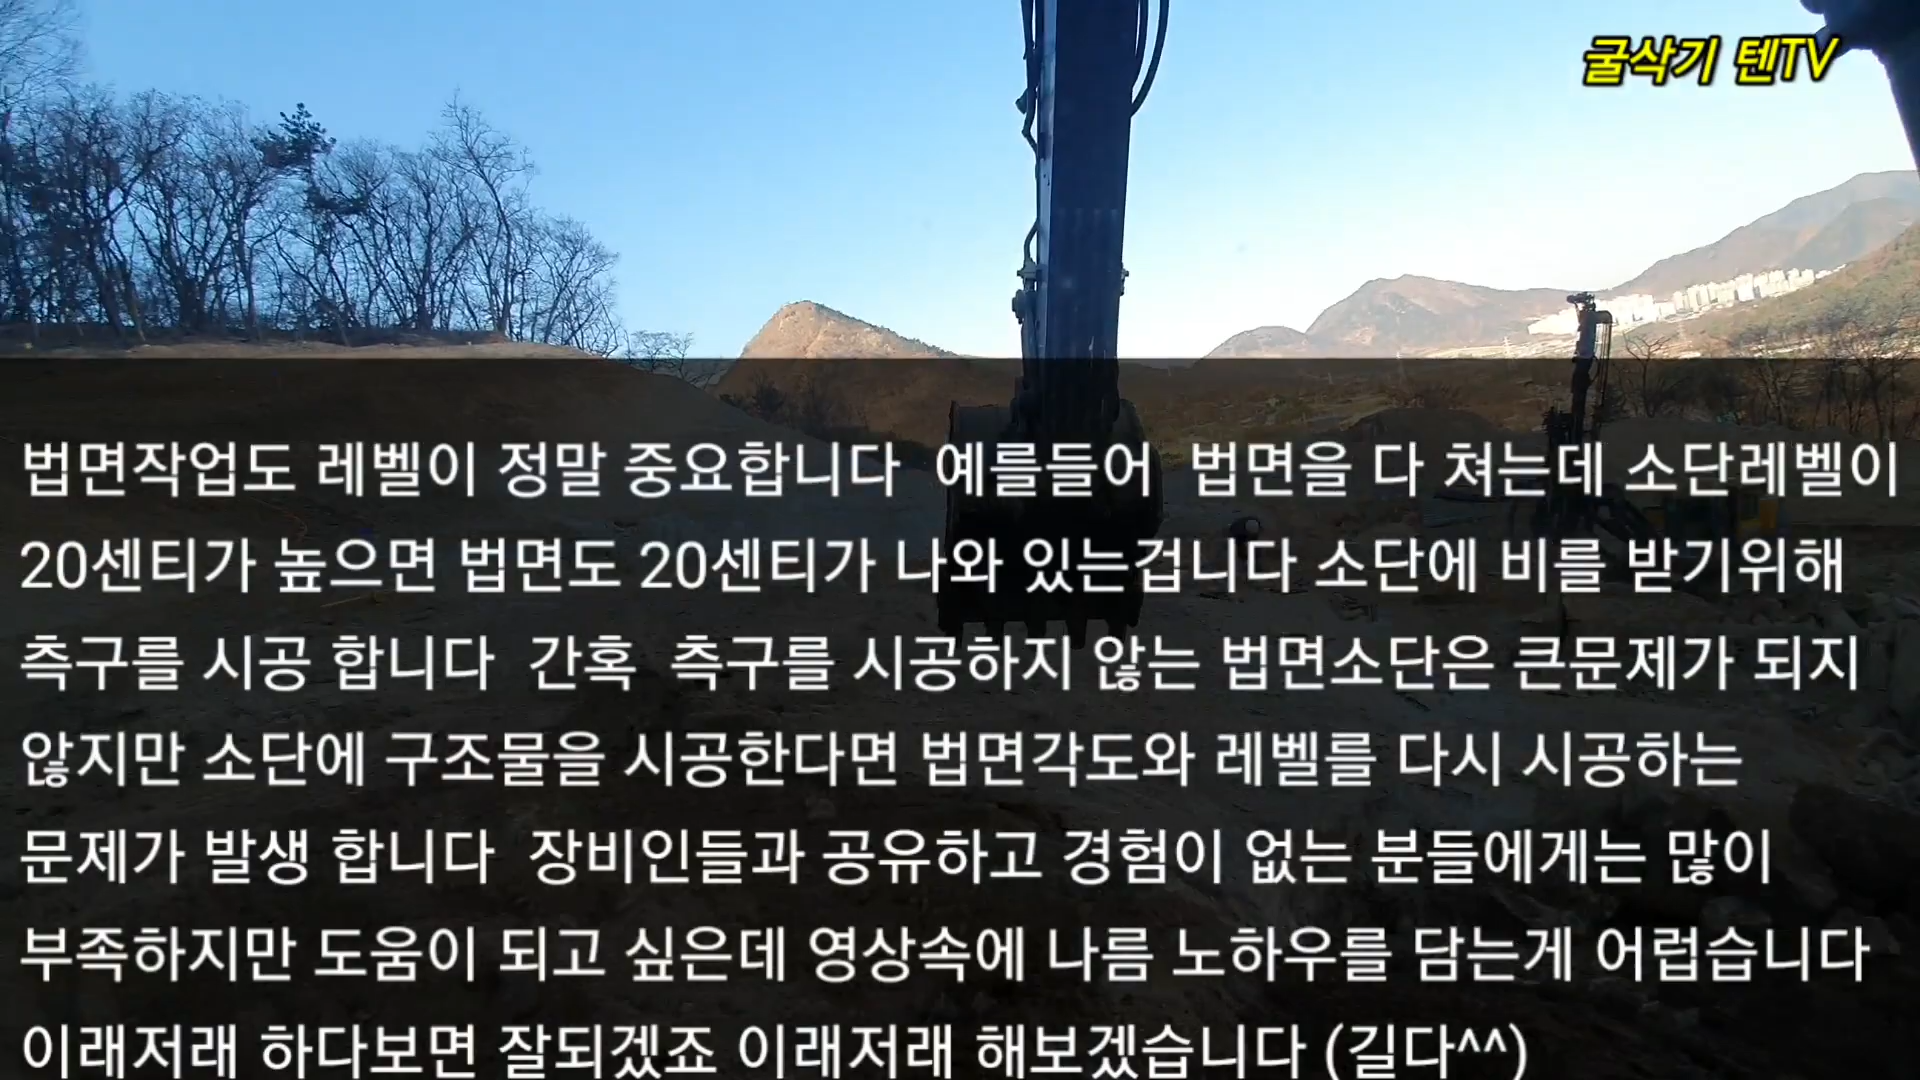 굴삭기 텐TV
법면작업도 레벨이 정말 중요합니다 예를들어 법면을 다 쳐는데 소단레벨이
20센티가 높으면 법면도 20센티가 나와 있는겁니다 소단에 비를 받기위해
측구를 시공 합니다 간혹 측구를 시공하지 않는 법면소단은 큰문제가 되지
않지만 소단에 구조물을 시공한다면 법면각도와 레벨를 다시 시공하는
문제가 발생 합니다 장비인들과 공유하고 경험이 없는 분들에게는 많이
부족하지만 도움이 되고 싶은데 영상속에 나름 노하우를 담는게 어렵습니다
이래저래 하다보면 잘되겠죠 이래저래 해보겠습니다 (길다^^)